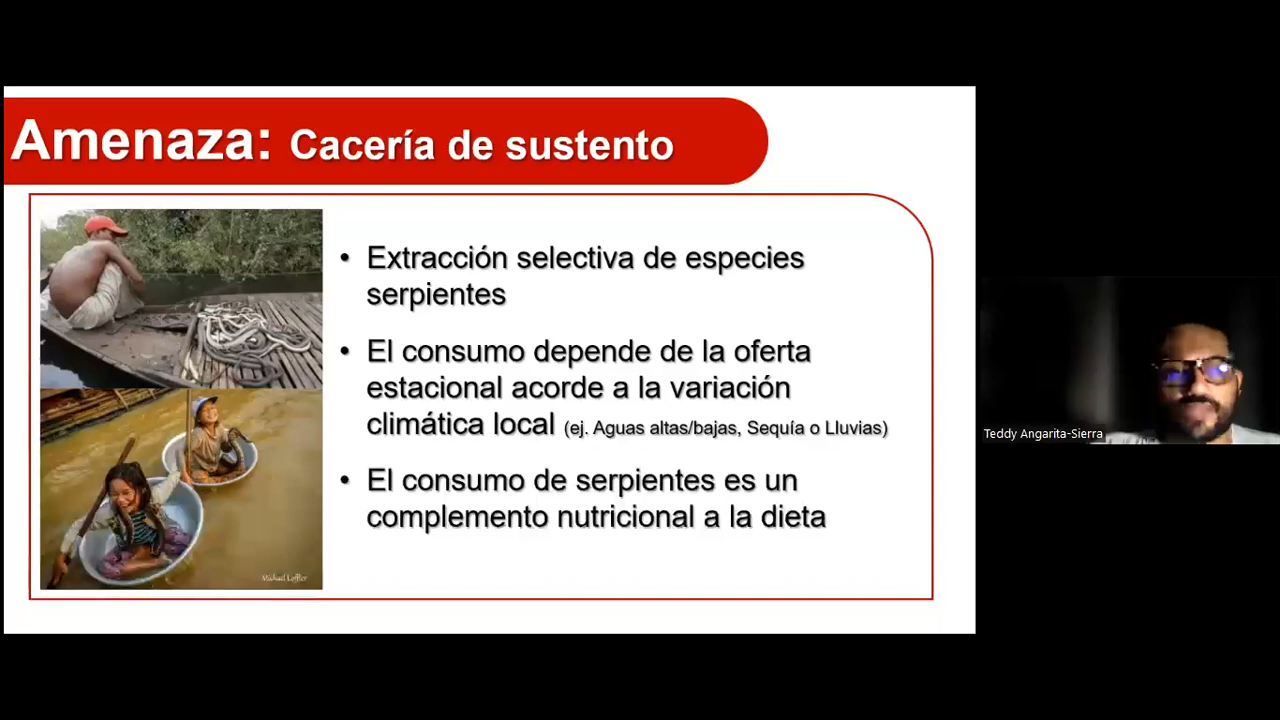 Amenaza: Cacería de sustento
• Extracción selectiva de especies
serpientes
• El consumo depende de la oferta
estacional acorde a la variación
climática local (ej. Aguas altas/bajas, Sequía o Lluvias)
• El consumo de serpientes es un
complemento nutricional a la dieta
Michael Loffler
Teddy Angarita-Sierra